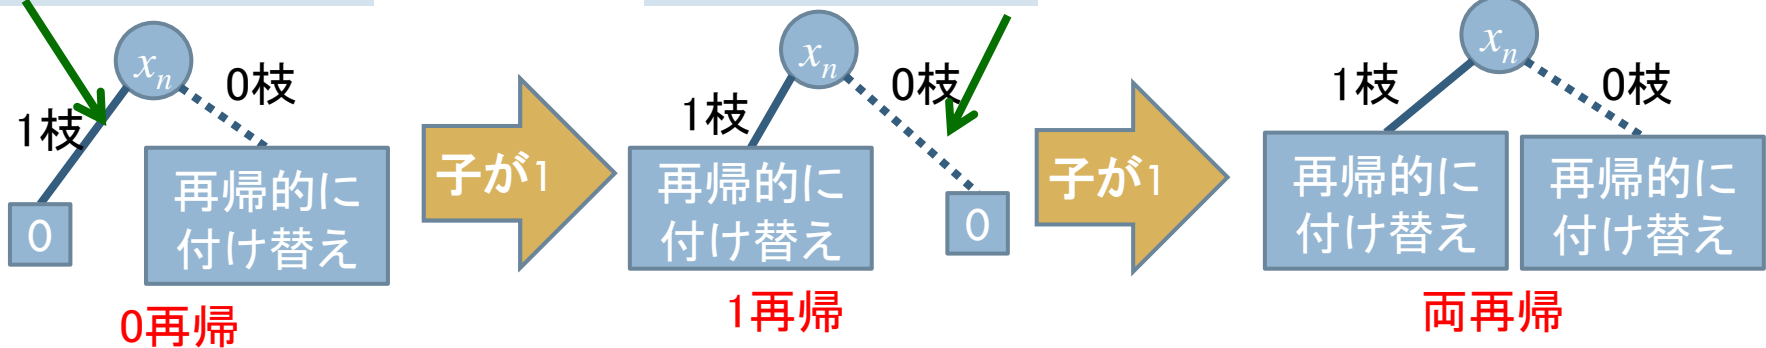 xn
1枝
0枝
0
再帰的に
付け替え
0再帰
子が1
xn
1枝
0枝
再帰的に
付け替え
0
1再帰
子が1
xn
1枝
0枝
再帰的に
付け替え
再帰的に
付け替え
両再帰